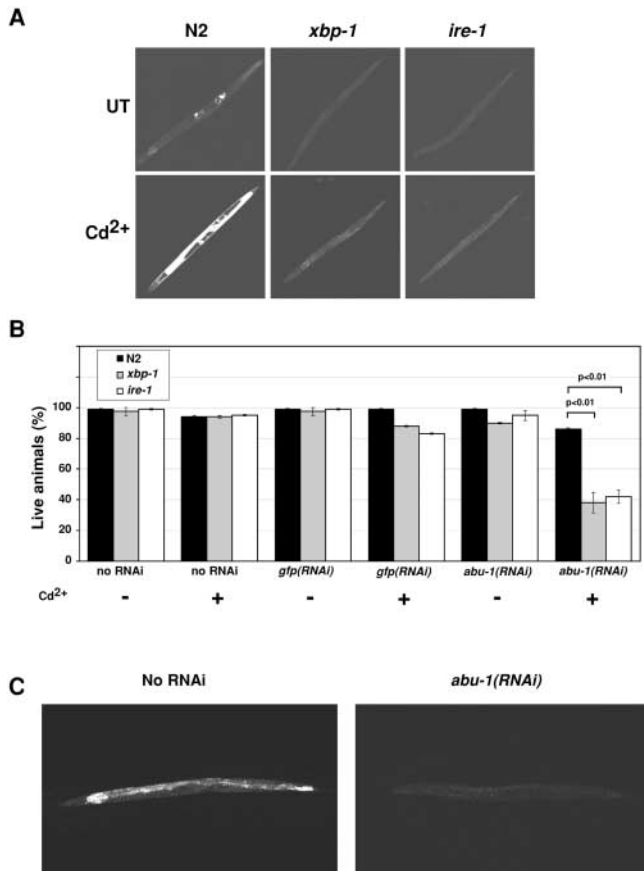 A
N2 xbp-1 ire-1
UT
Cd2+
B
N2
xbp-1
ire-1
Live animals (%)
100
80
60
40
20
0
p<0.01
p<0.01
no RNAi no RNAi gfp(RNAi) gfp(RNAi) abu-1(RNAi) abu-1(RNAi)
Cd2+ - + - + - +
C
No RNAi abu-1(RNAi)